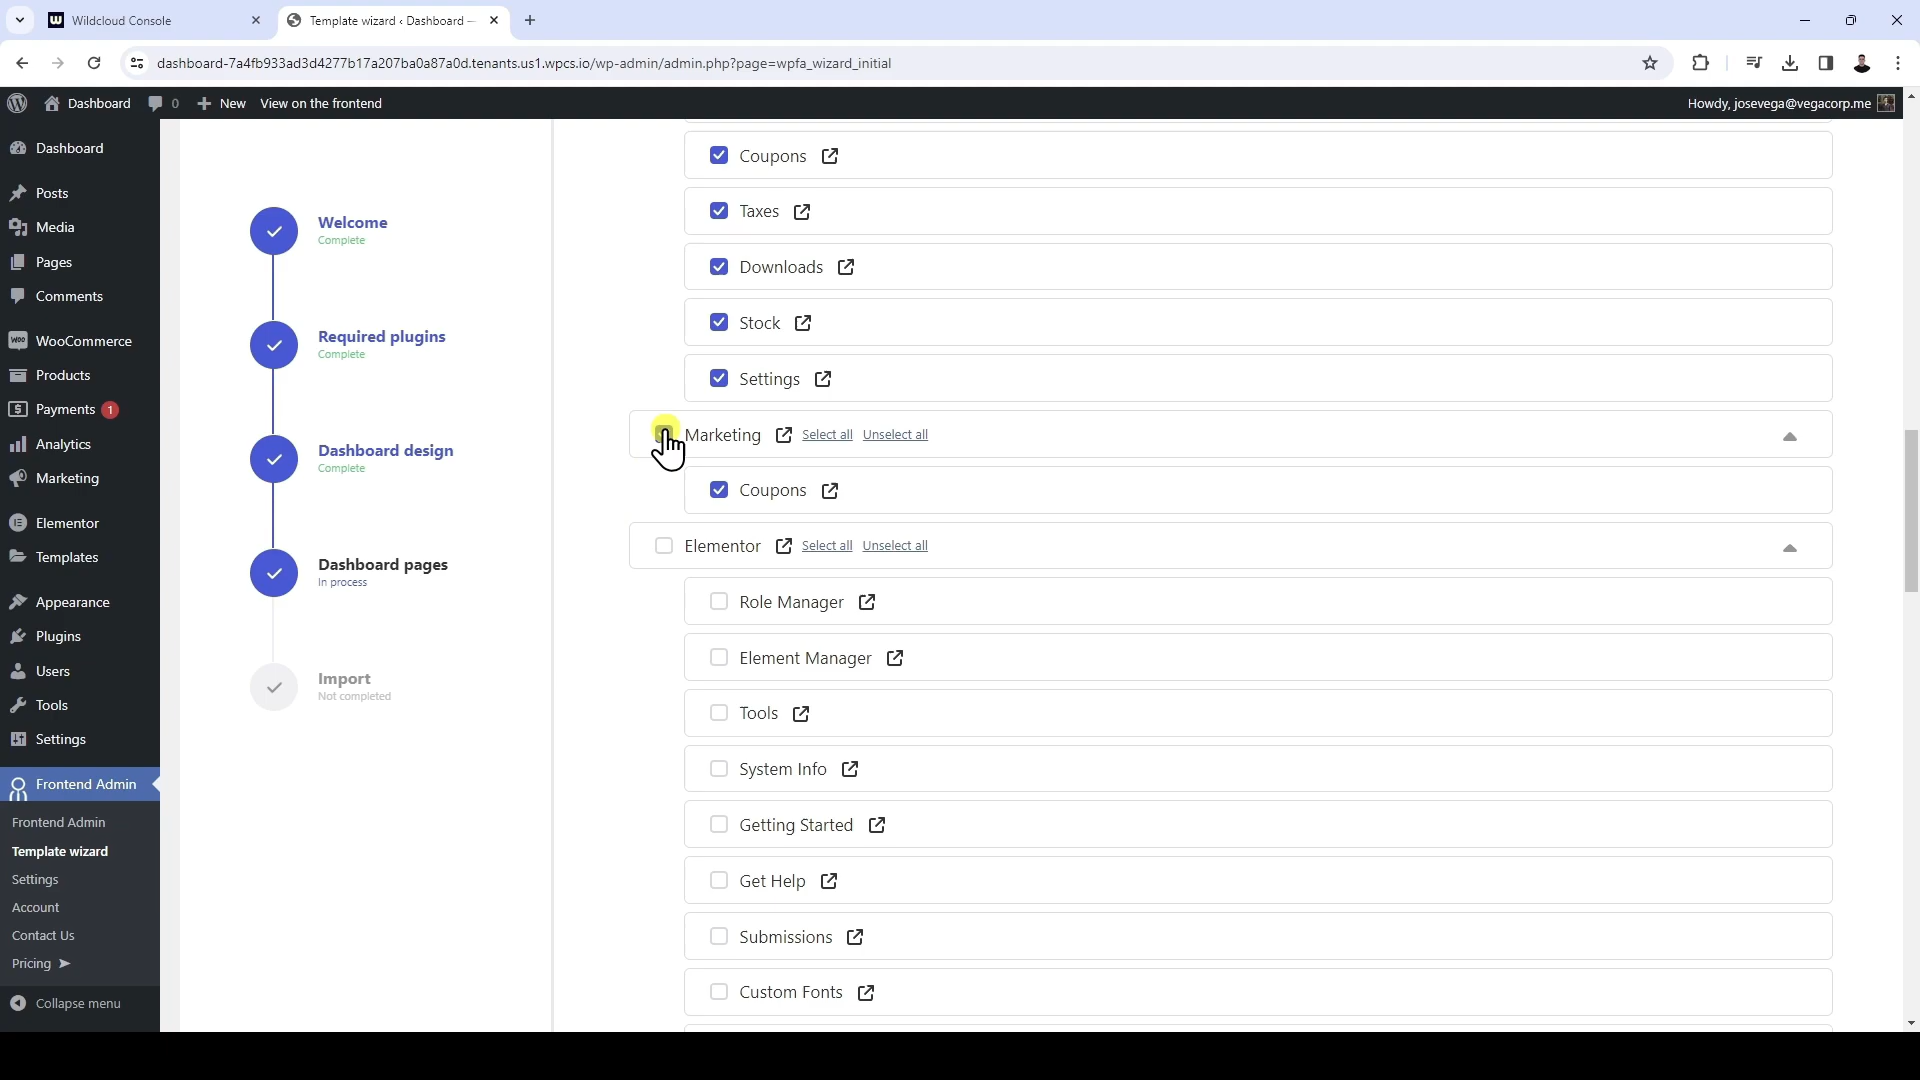 Wildcloud Console
Template wizard ‹ Dashboard —
dashboard-7a4fb933ad3d4277b17a207ba0a87a0d.tenants.us1.wpcs.io/wp-admin/admin.php?page=wpfa_wizard_initial
Dashboard
0
New
View on the frontend
Howdy, josevega@vegacorp.me
Dashboard
Posts
Media
Pages
Comments
WooCommerce
Products
Payments 1
Analytics
Marketing
Elementor
Templates
Appearance
Plugins
Users
Tools
Settings
Frontend Admin
Frontend Admin
Template wizard
Settings
Account
Contact Us
Pricing ➤
Collapse menu
Welcome
Complete
Required plugins
Complete
Dashboard design
Complete
Dashboard pages
In process
Import
Not completed
Coupons
Taxes
Downloads
Stock
Settings
Marketing Select all Unselect all
Coupons
Elementor Select all Unselect all
Role Manager
Element Manager
Tools
System Info
Getting Started
Get Help
Submissions
Custom Fonts